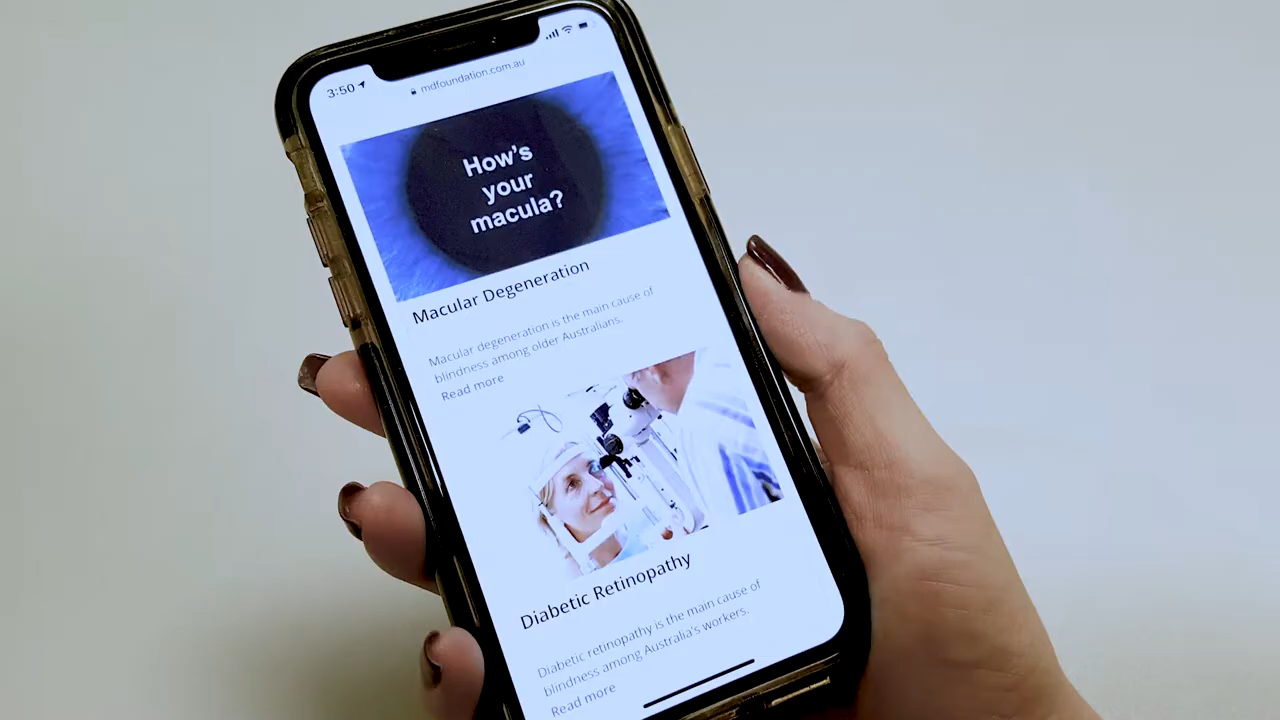 3:50
mdfoundation.com.au
How's
your
macula?
Macular Degeneration
Macular degeneration is the main cause of
blindness among older Australians.
Read more
Diabetic Retinopathy
Diabetic retinopathy is the main cause of
blindness among Australia's workers.
Read more